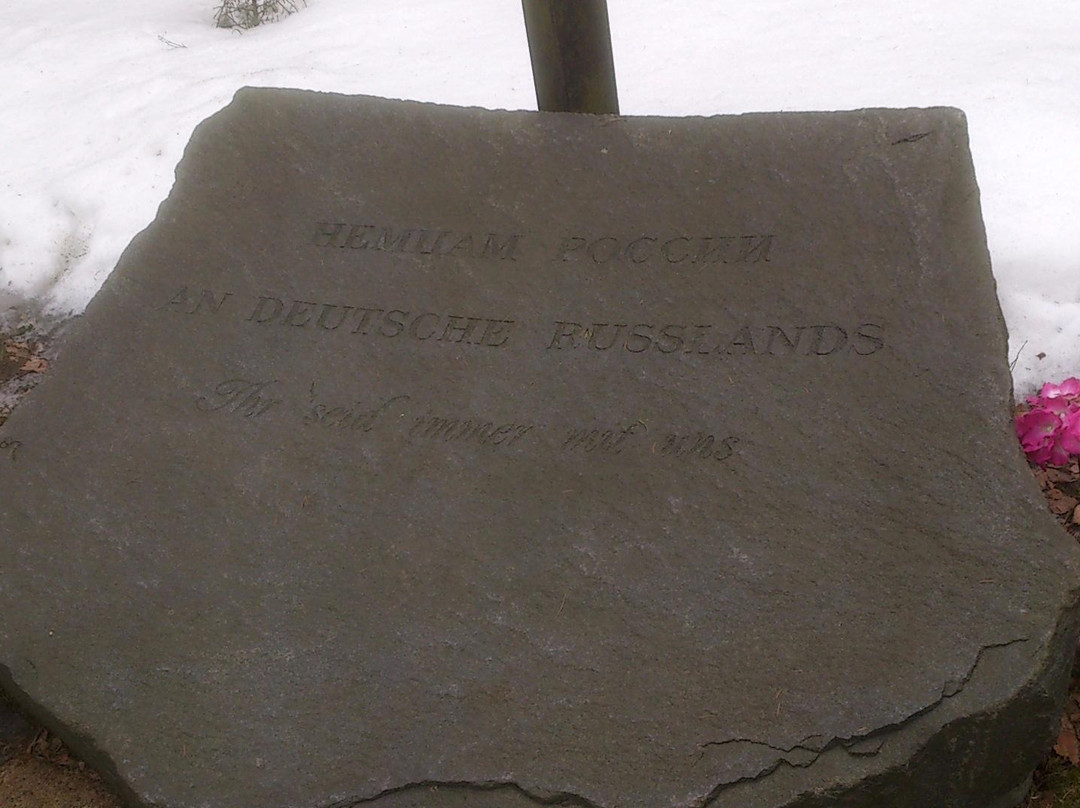 НЕМЦАМ РОССИИ
AN DEUTSCHE RUSSLANDS
Ihr seid immer mit uns